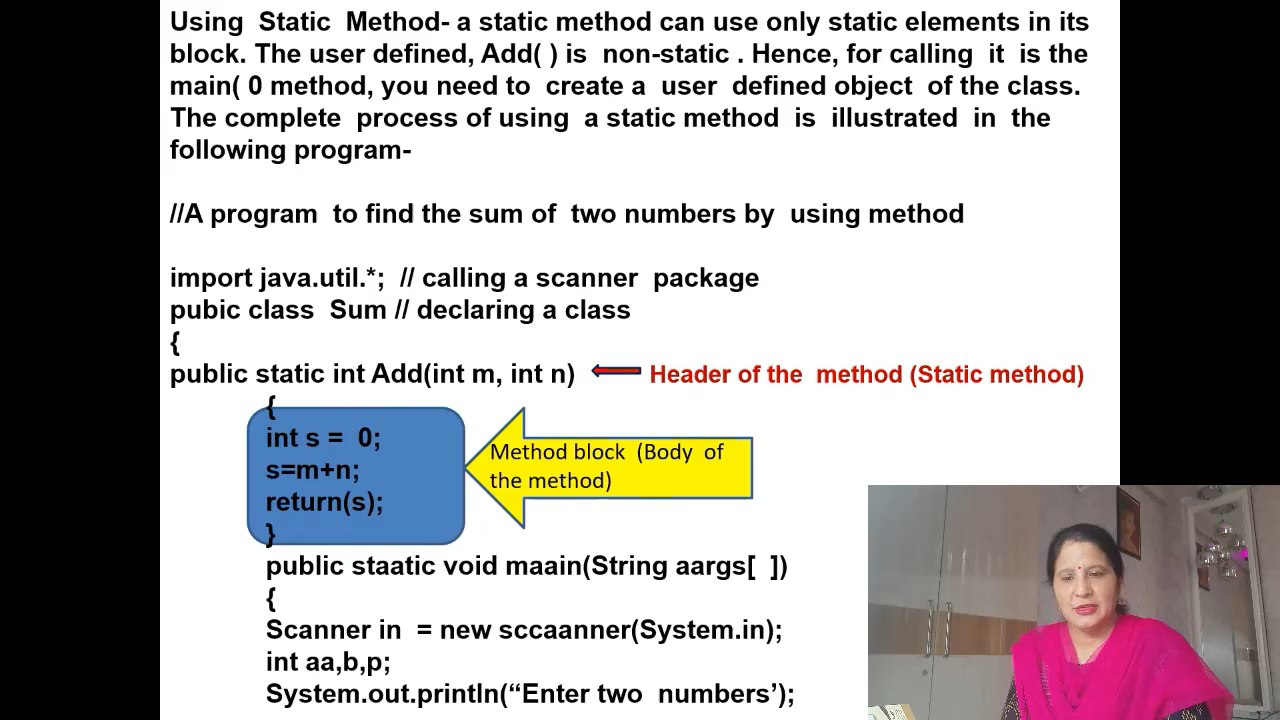 Using Static Method- a static method can use only static elements in its
block. The user defined, Add( ) is non-static . Hence, for calling it is the
main( 0 method, you need to create a user defined object of the class.
The complete process of using a static method is illustrated in the
following program-
//A program to find the sum of two numbers by using method
import java.util.*; // calling a scanner package
pubic class Sum // declaring a class
{
public static int Add(int m, int n) Header of the method (Static method)
{
int s = 0;
s=m+n;
return(s);
}
Method block (Body of
the method)
public staatic void maain(String aargs[ ])
{
Scanner in = new sccaanner(System.in);
int aa,b,p;
System.out.println(“Enter two numbers’);